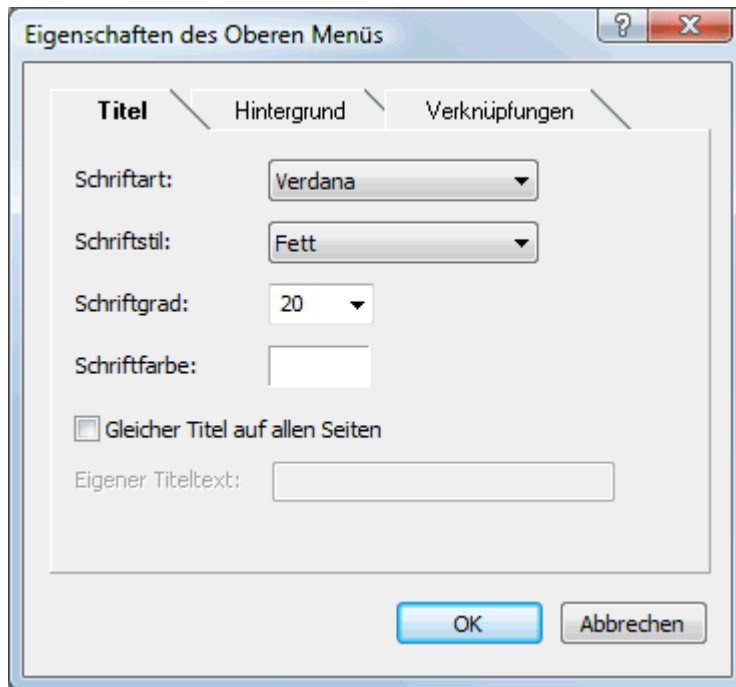 Eigenschaften des Oberen Menüs
Titel Hintergrund Verknüpfungen
Schriftart: Verdana
Schriftstil: Fett
Schriftgrad: 20
Schriftfarbe:
Gleicher Titel auf allen Seiten
Eigener Titeltext:
OK Abbrechen